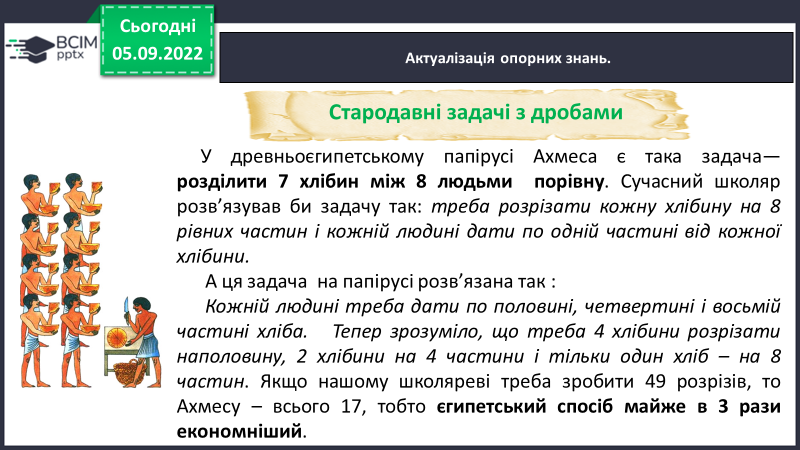 Сьогодні
05.09.2022
BCIM
pptx
Актуалізація опорних знань.
Стародавні задачі з дробами
У древньоєгипетському папірусі Ахмеса є така задача—
розділити 7 хлібин між 8 людьми порівну. Сучасний школяр
розв’язував би задачу так: треба розрізати кожну хлібину на 8
рівних частин і кожній людині дати по одній частині від кожної
хлібини.
А ця задача на папірусі розв’язана так :
Кожній людині треба дати по половині, четвертині і восьмій
частині хліба. Тепер зрозуміло, що треба 4 хлібини розрізати
наполовину, 2 хлібини на 4 частини і тільки один хліб – на 8
частин. Якщо нашому школяреві треба зробити 49 розрізів, то
Ахмесу – всього 17, тобто єгипетський спосіб майже в 3 рази
економніший.